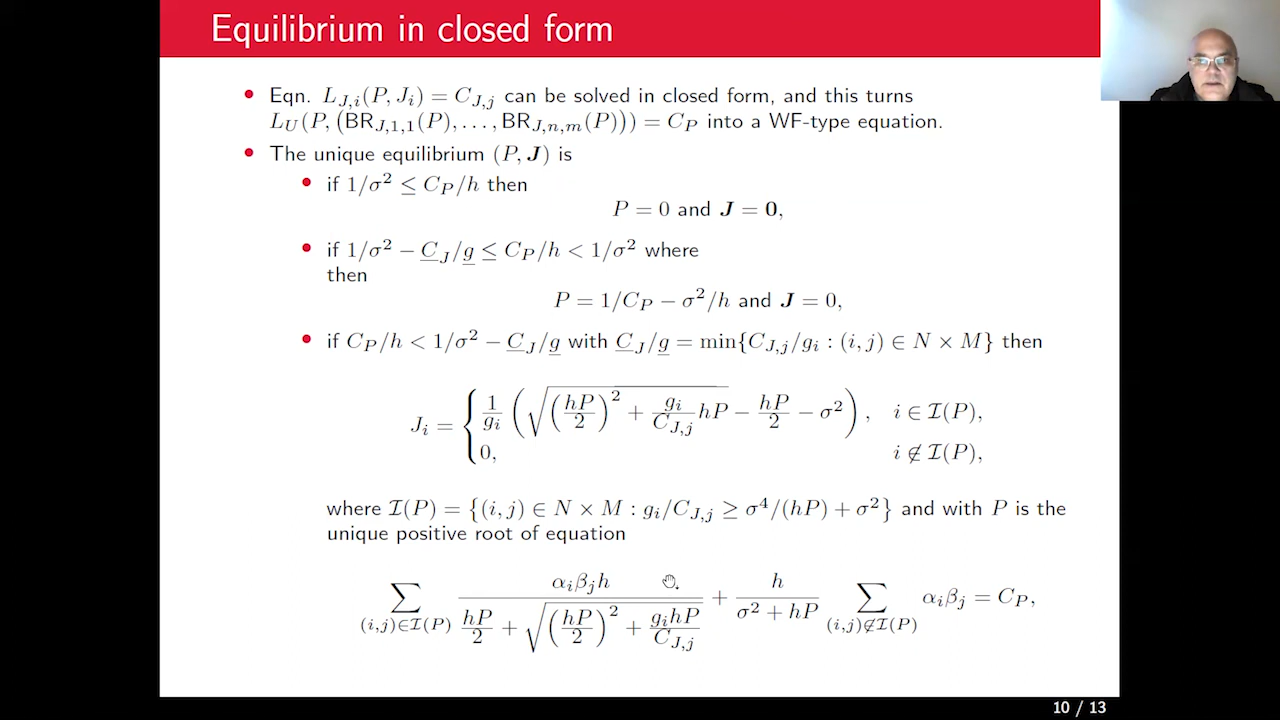 Equilibrium in closed form
• Eqn. L_{J,i}(P, J_i) = C_{J,j} can be solved in closed form, and this turns
L_U(P, (BR_{J,1,1}(P), . . . , BR_{J,n,m}(P))) = C_P into a WF-type equation.
• The unique equilibrium (P, J) is
• if 1/σ² ≤ C_P/h then
P = 0 and J = 0,
• if 1/σ² − C_J/g ≤ C_P/h < 1/σ² where
then
P = 1/C_P − σ²/h and J = 0,
• if C_P/h < 1/σ² − C_J/g with C_J/g = min{C_{J,j}/g_i : (i, j) ∈ N × M} then
J_i = { 1/g_i ( √( (hP/2)² + g_i/C_{J,j} hP ) − hP/2 − σ² ) , i ∈ I(P),
0, i ∉ I(P),
where I(P) = {(i, j) ∈ N × M : g_i/C_{J,j} ≥ σ⁴/(hP) + σ²} and with P is the
unique positive root of equation
∑_{(i,j)∈I(P)} α_iβ_jh / ( hP/2 + √( (hP/2)² + g_ihP/C_{J,j} ) ) + h/(σ² + hP) ∑_{(i,j)∉I(P)} α_iβ_j = C_P,
10 / 13